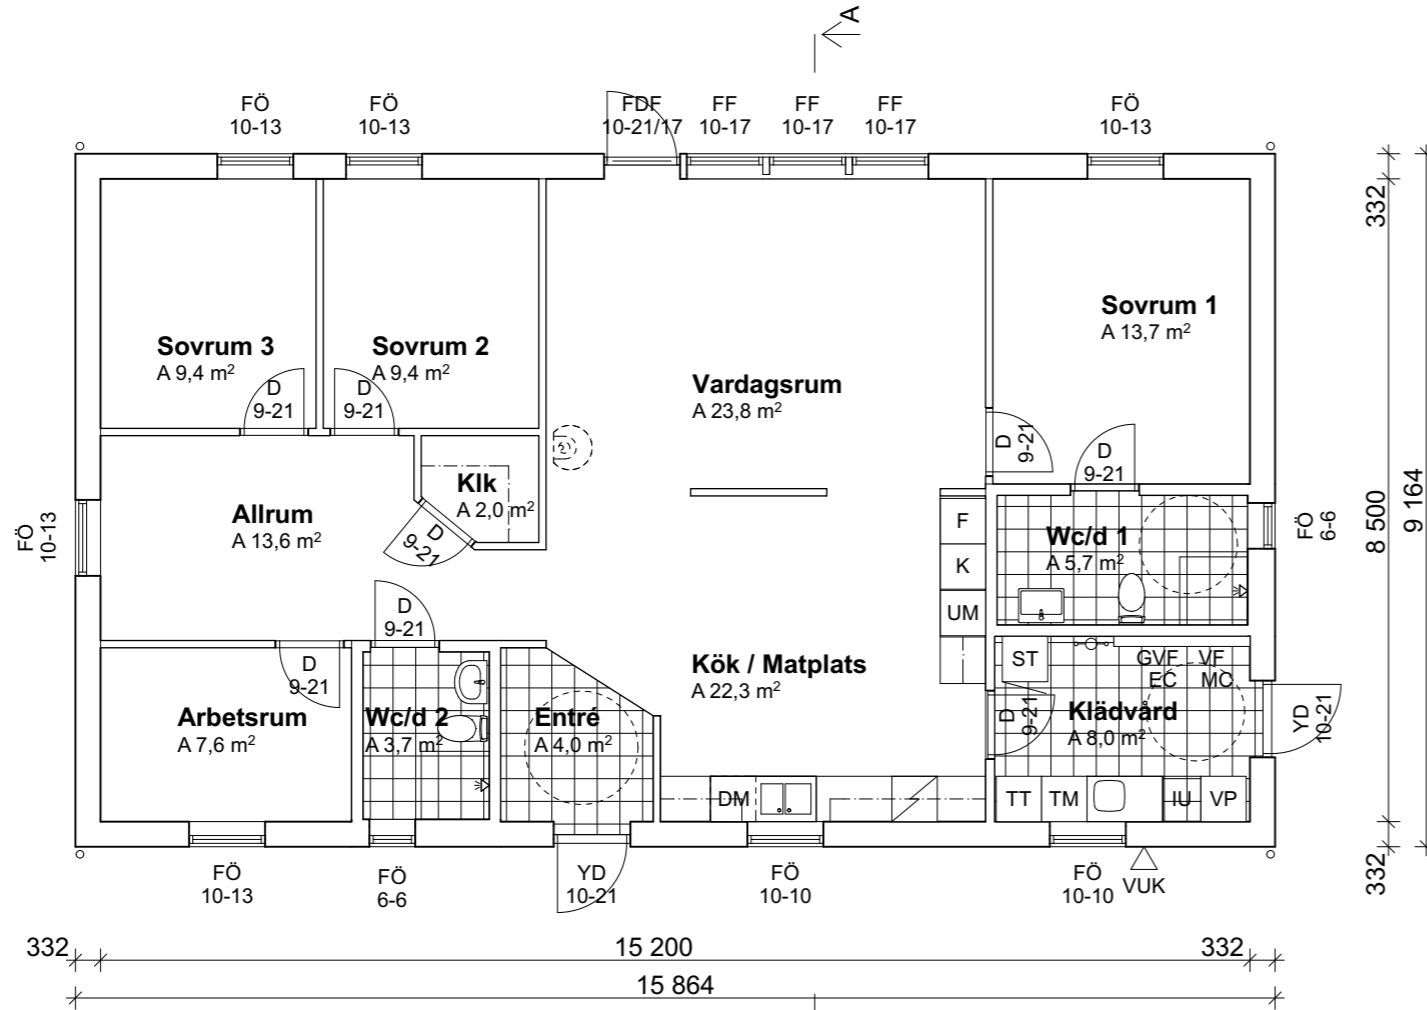 A
FÖ
10-13
FÖ
10-13
FDF
10-21/17
FF
10-17
FF
10-17
FF
10-17
FÖ
10-13
332
Sovrum 3
A 9,4 m²
Sovrum 2
A 9,4 m²
Vardagsrum
A 23,8 m²
Sovrum 1
A 13,7 m²
D
9-21
D
9-21
D
9-21
D
9-21
Klk
A 2,0 m²
Allrum
A 13,6 m²
D
9-21
FÖ
10-13
F
K
UM
Wc/d 1
A 5,7 m²
FÖ
6-6
8 500
9 164
D
9-21
D
9-21
Arbetsrum
A 7,6 m²
Wc/d 2
A 3,7 m²
Entré
A 4,0 m²
Kök / Matplats
A 22,3 m²
ST
GVF
EC
VF
MC
D
9-21
Klädvård
A 8,0 m²
YD
10-21
DM
TT
TM
IU
VP
FÖ
10-13
FÖ
6-6
YD
10-21
FÖ
10-10
FÖ
10-10
VUK
332
332
15 200
332
15 864